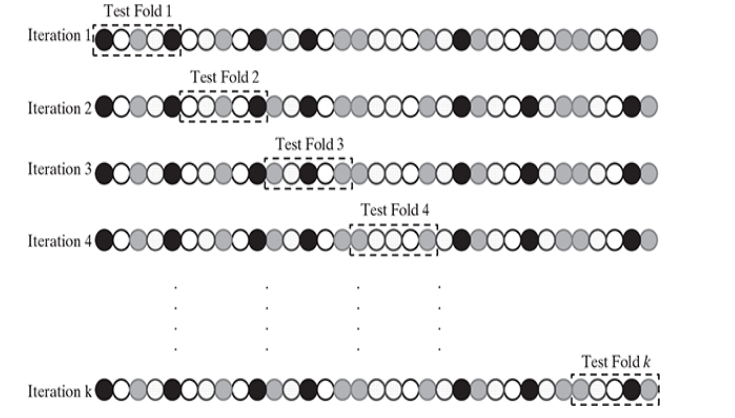 Test Fold 1
Iteration 1
Test Fold 2
Iteration 2
Test Fold 3
Iteration 3
Test Fold 4
Iteration 4
Test Fold k
Iteration k